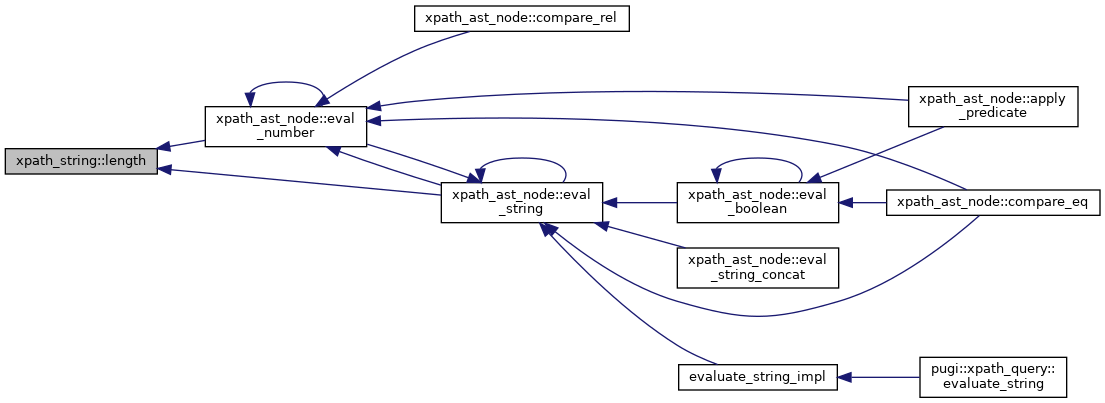 xpath_ast_node::compare_rel
xpath_ast_node::apply
_predicate
xpath_ast_node::eval
_number
xpath_string::length
xpath_ast_node::eval
_string
xpath_ast_node::eval
_boolean
xpath_ast_node::compare_eq
xpath_ast_node::eval
_string_concat
evaluate_string_impl
pugi::xpath_query::
evaluate_string